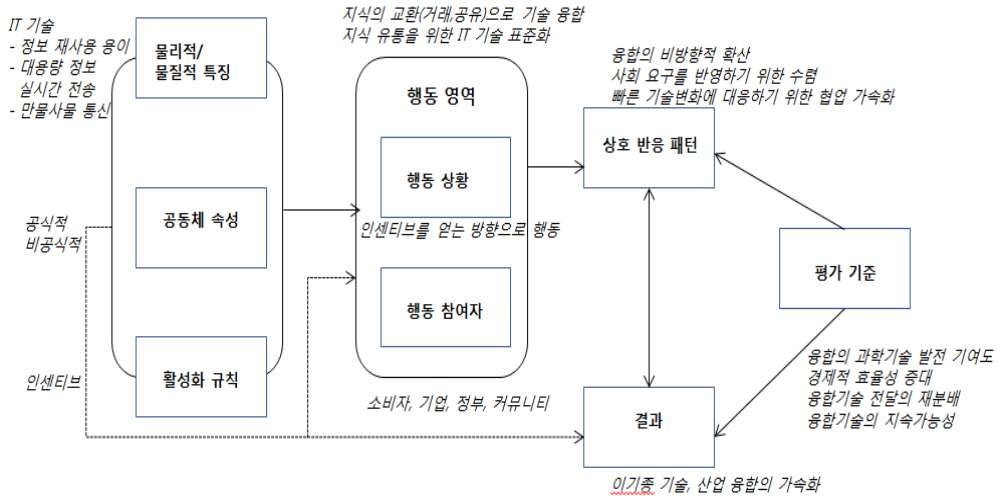 IT 기술
- 정보 재사용 용이
- 대용량 정보
실시간 전송
- 만물사물 통신
물리적/
물질적 특징
공동체 속성
활성화 규칙
공식적
비공식적
인센티브
지식의 교환(거래,공유)으로 기술 융합
지식 유통을 위한 IT 기술 표준화
행동 영역
행동 상황
인센티브를 얻는 방향으로 행동
행동 참여자
소비자, 기업, 정부, 커뮤니티
융합의 비방향적 확산
사회 요구를 반영하기 위한 수렴
빠른 기술변화에 대응하기 위한 협업 가속화
상호 반응 패턴
평가 기준
융합의 과학기술 발전 기여도
경제적 효율성 증대
융합기술 전달의 재분배
융합기술의 지속가능성
결과
이기종 기술, 산업 융합의 가속화